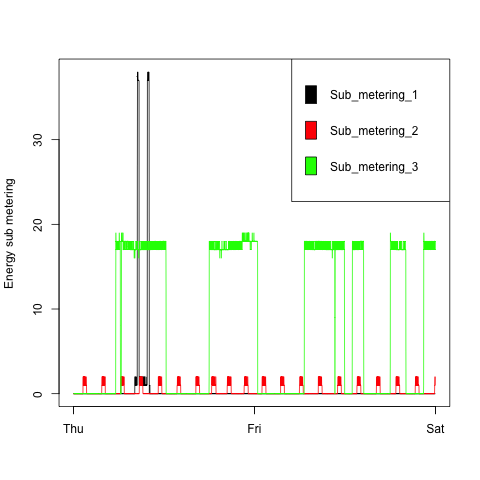 Sub_metering_1
Sub_metering_2
Sub_metering_3
Energy sub metering
30
20
10
0
Thu Fri Sat